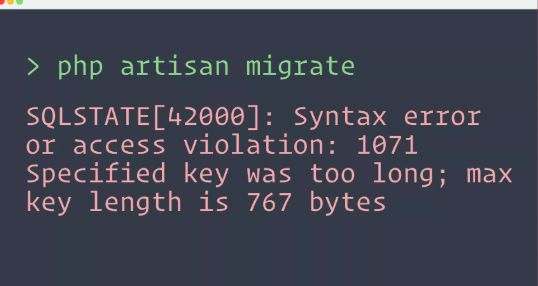 > php artisan migrate
SQLSTATE[42000]: Syntax error
or access violation: 1071
Specified key was too long; max
key length is 767 bytes